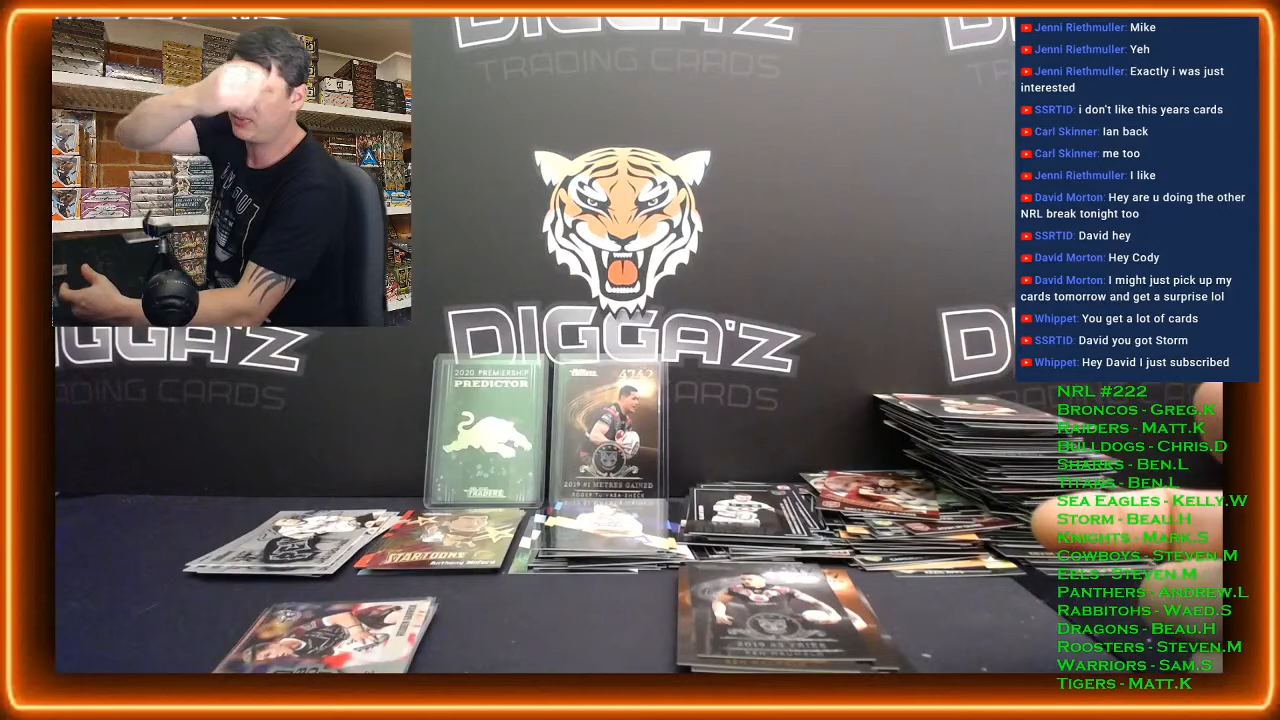 DIGGA'Z
TRADING CARDS
Jenni Riethmuller: Mike
Jenni Riethmuller: Yeh
Jenni Riethmuller: Exactly i was just
interested
SSRTID: i don't like this years cards
Carl Skinner: Ian back
Carl Skinner: me too
Jenni Riethmuller: I like
David Morton: Hey are u doing the other
NRL break tonight too
SSRTID: David hey
David Morton: Hey Cody
David Morton: I might just pick up my
cards tomorrow and get a surprise lol
Whippet: You get a lot of cards
SSRTID: David you got Storm
Whippet: Hey David I just subscribed
DIGGA'Z
TRADING CARDS
2020 PREMIERSHIP
PREDICTOR
TRADERS
2019 #1 METRES GAINED
ROGER TUIVASA-SHECK
STARTOONS
Anthony Milford
NRL #222
BRONCOS - GREG.K
RAIDERS - MATT.K
BULLDOGS - CHRIS.D
SHARKS - BEN.L
TITANS - BEN.L
SEA EAGLES - KELLY.W
STORM - BEAU.H
KNIGHTS - MARK.S
COWBOYS - STEVEN.M
EELS - STEVEN.M
PANTHERS - ANDREW.L
RABBITOHS - WAED.S
DRAGONS - BEAU.H
ROOSTERS - STEVEN.M
WARRIORS - SAM.S
TIGERS - MATT.K